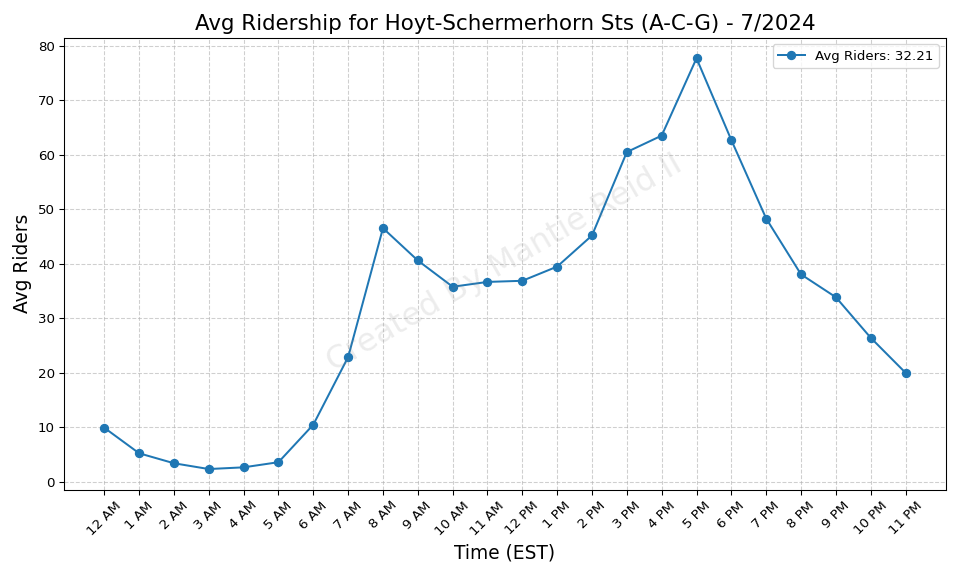 Avg Ridership for Hoyt-Schermerhorn Sts (A-C-G) - 7/2024
Avg Riders: 32.21
80
70
60
50
40
30
20
10
0
Avg Riders
Created By Mantie Reid II
12 AM
1 AM
2 AM
3 AM
4 AM
5 AM
6 AM
7 AM
8 AM
9 AM
10 AM
11 AM
12 PM
1 PM
2 PM
3 PM
4 PM
5 PM
6 PM
7 PM
8 PM
9 PM
10 PM
11 PM
Time (EST)